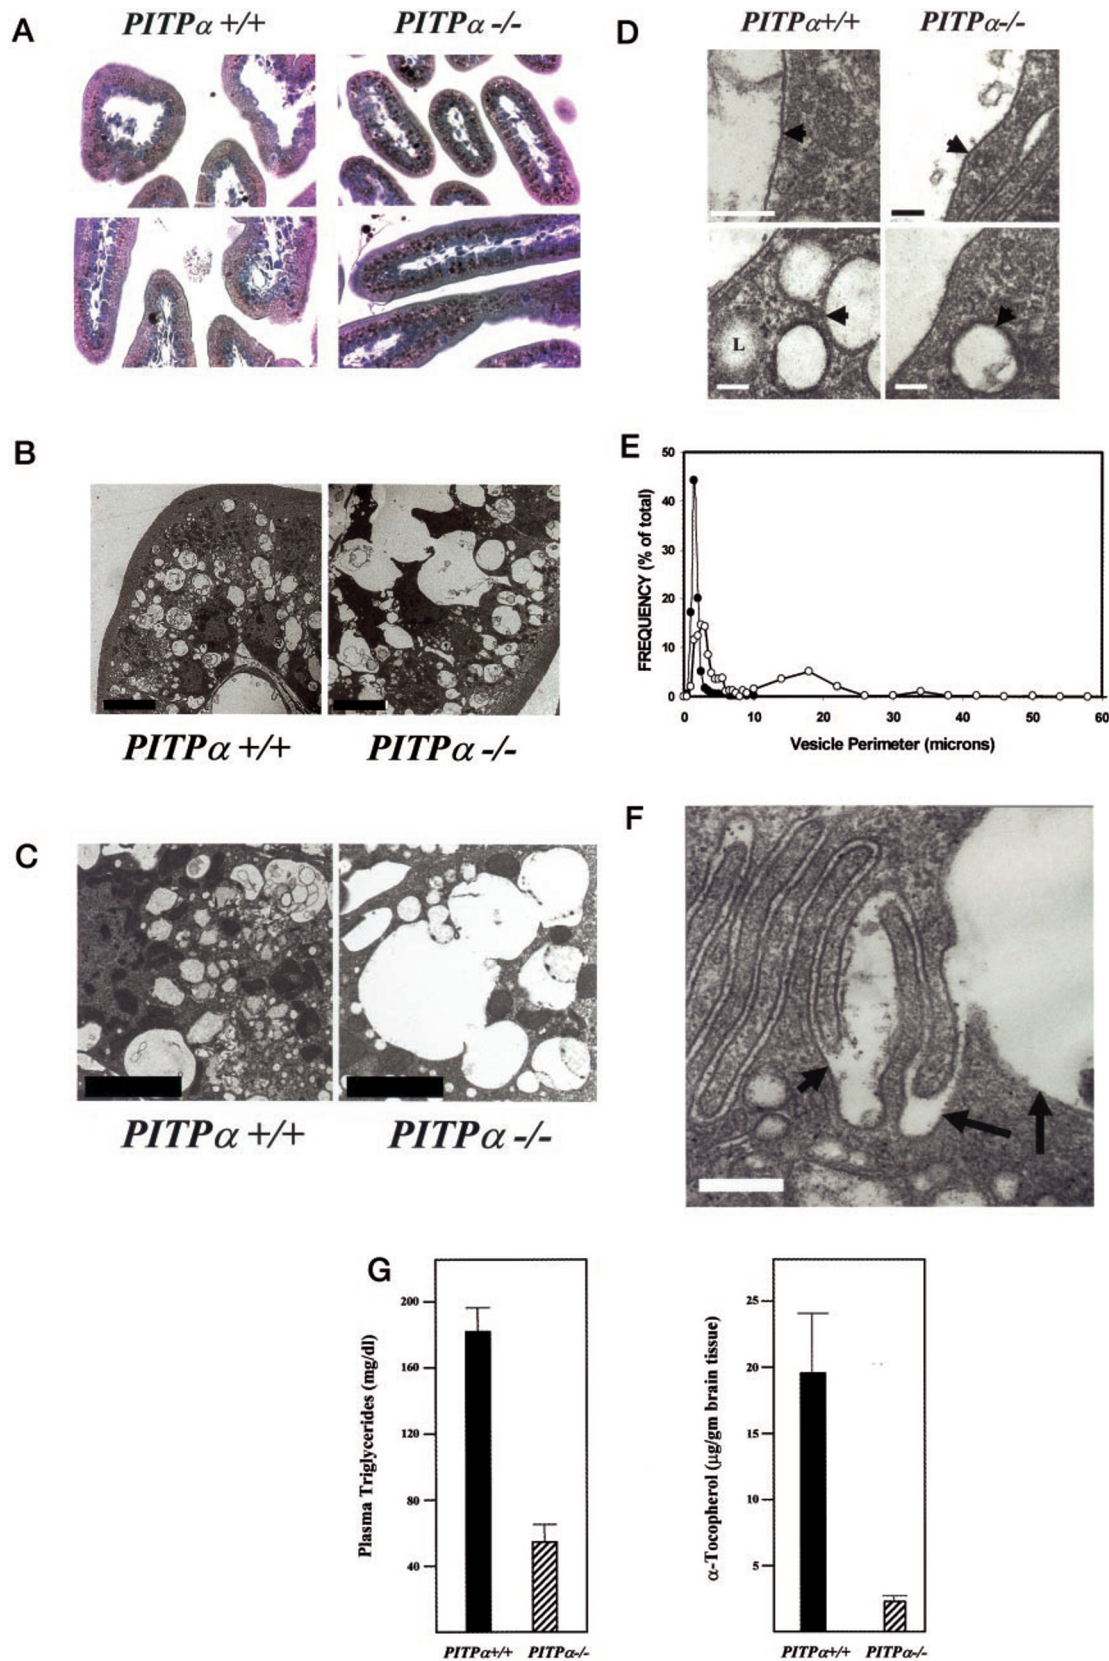 A
PITPα +/+
PITPα -/-
B
PITPα +/+
PITPα -/-
C
PITPα +/+
PITPα -/-
D
PITPα+/+
PITPα-/-
L
E
FREQUENCY (% of total)
50
40
30
20
10
0
0
10
20
30
40
50
60
Vesicle Perimeter (microns)
F
G
Plasma Triglycerides (mg/dl)
200
160
120
80
40
PITPα+/+
PITPα-/-
α-Tocopherol (μg/gm brain tissue)
25
20
15
10
5
PITPα+/+
PITPα-/-